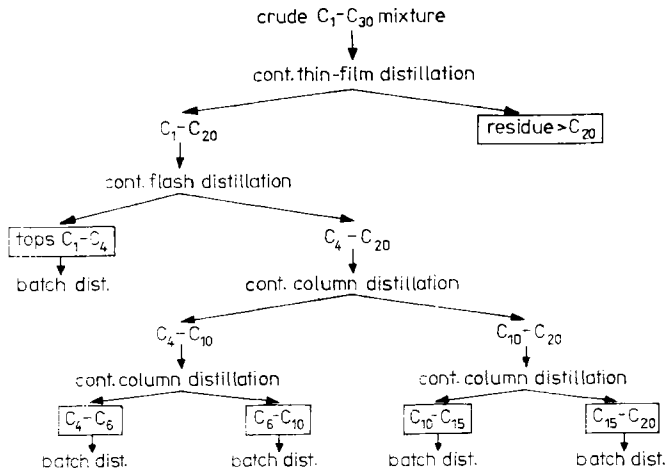 crude C₁-C₃₀ mixture
cont. thin-film distillation
C₁-C₂₀
residue>C₂₀
cont. flash distillation
tops C₁-C₄
C₄-C₂₀
batch dist.
cont. column distillation
C₄-C₁₀
C₁₀-C₂₀
cont. column distillation
cont. column distillation
C₄-C₆
C₆-C₁₀
C₁₀-C₁₅
C₁₅-C₂₀
batch dist.
batch dist.
batch dist.
batch dist.